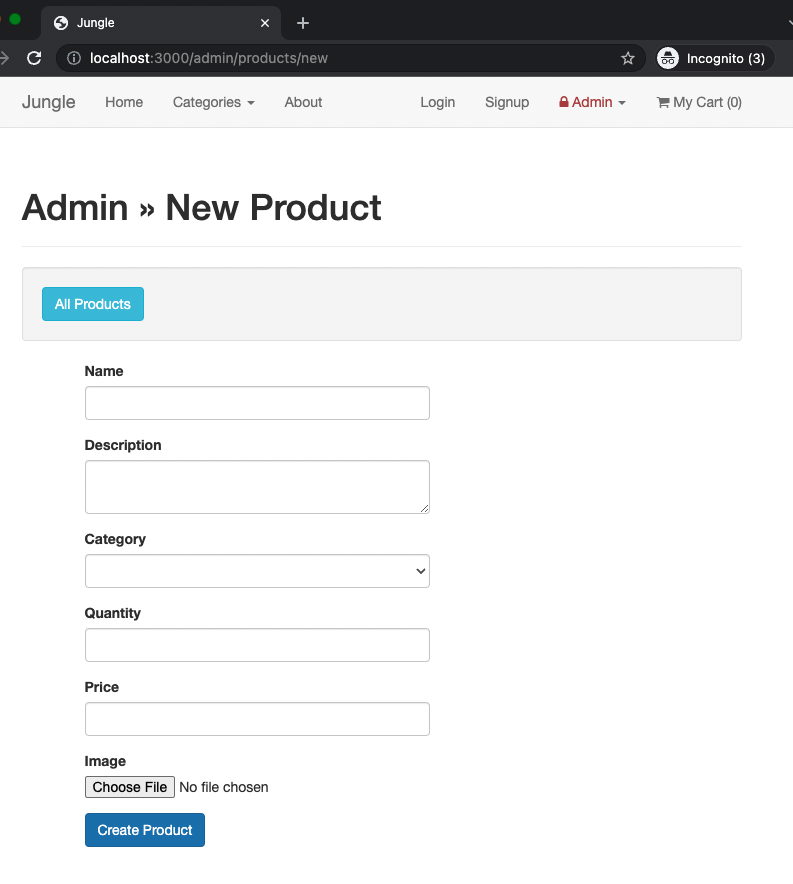 Jungle
localhost:3000/admin/products/new
Incognito (3)
Jungle Home Categories About Login Signup Admin My Cart (0)
Admin » New Product
All Products
Name
Description
Category
Quantity
Price
Image
Choose File No file chosen
Create Product